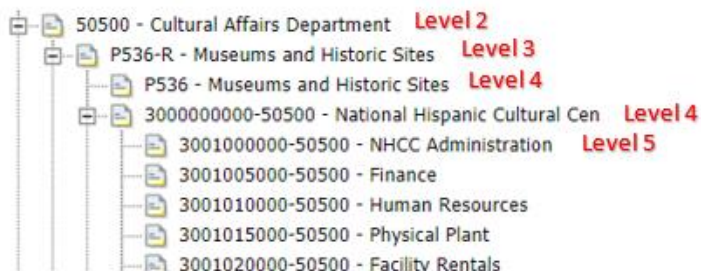 50500 - Cultural Affairs Department Level 2
P536-R - Museums and Historic Sites Level 3
P536 - Museums and Historic Sites Level 4
3000000000-50500 - National Hispanic Cultural Cen Level 4
3001000000-50500 - NHCC Administration Level 5
3001005000-50500 - Finance
3001010000-50500 - Human Resources
3001015000-50500 - Physical Plant
3001020000-50500 - Facility Rentals